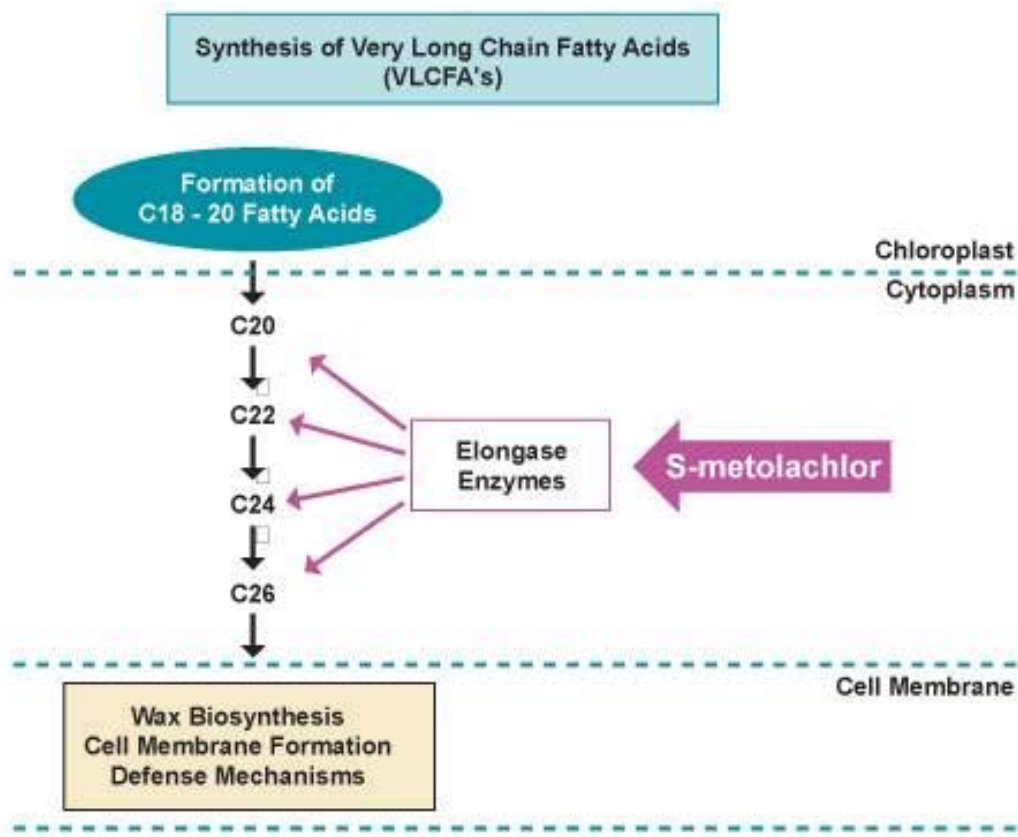 Synthesis of Very Long Chain Fatty Acids
(VLCFA's)
Formation of
C18 - 20 Fatty Acids
Chloroplast
Cytoplasm
C20
C22
Elongase
Enzymes
S-metolachlor
C24
C26
Cell Membrane
Wax Biosynthesis
Cell Membrane Formation
Defense Mechanisms